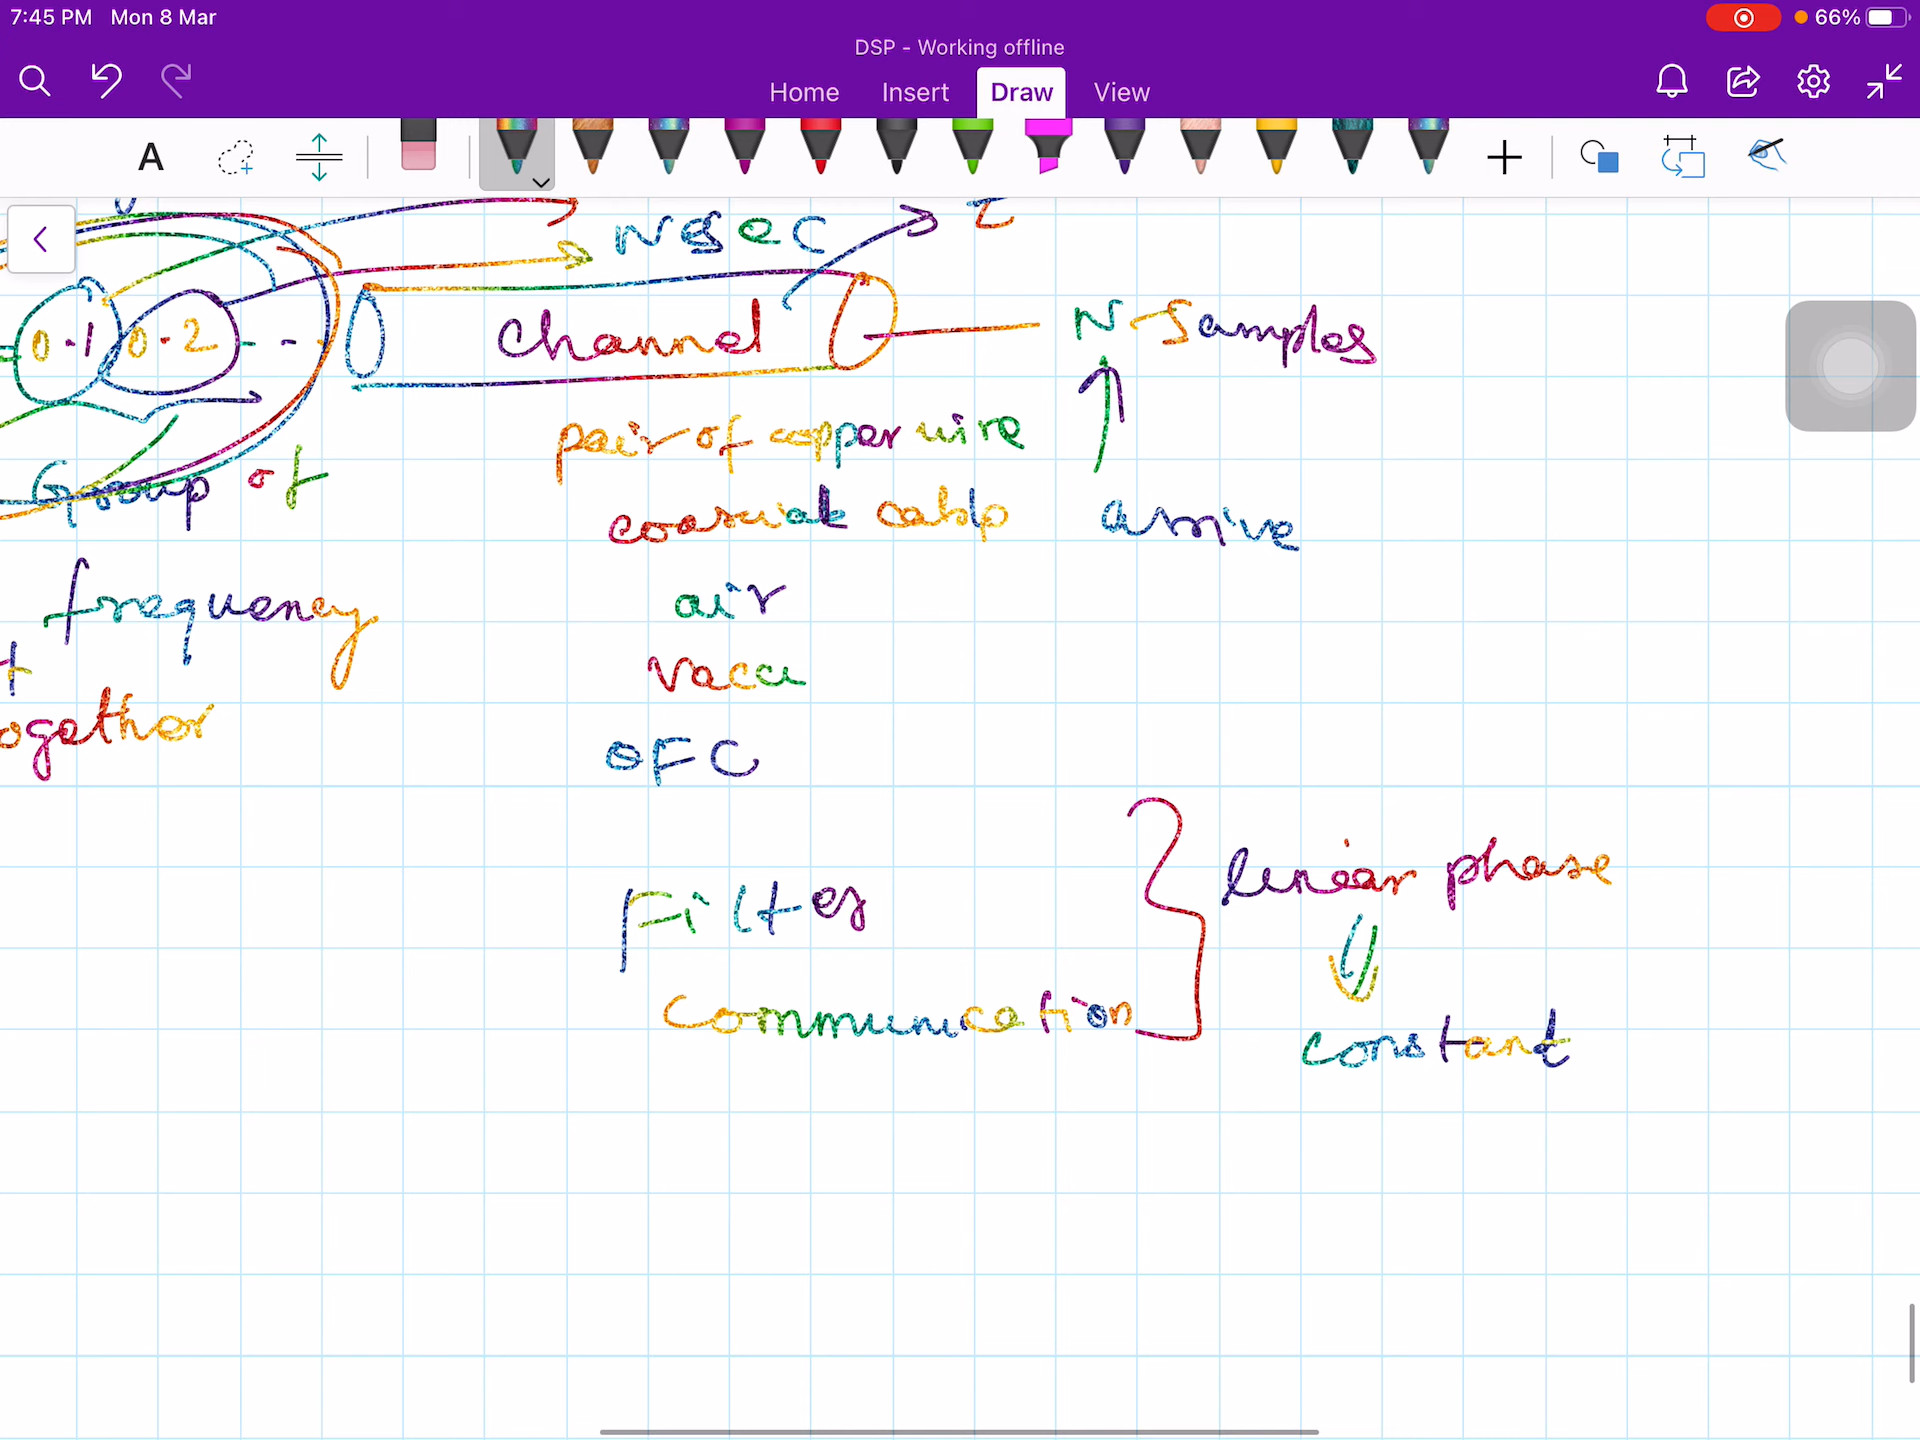 7:45 PM Mon 8 Mar
66%
DSP - Working offline
Home Insert Draw View
A
N sec
0.1 0.2 - - -
Channel
N-Samples
pair of copper wire
Group of
coaxial cable
arrive
frequency
air
t
Vacu
ogether
OFC
linear phase
Filter
communication
constant